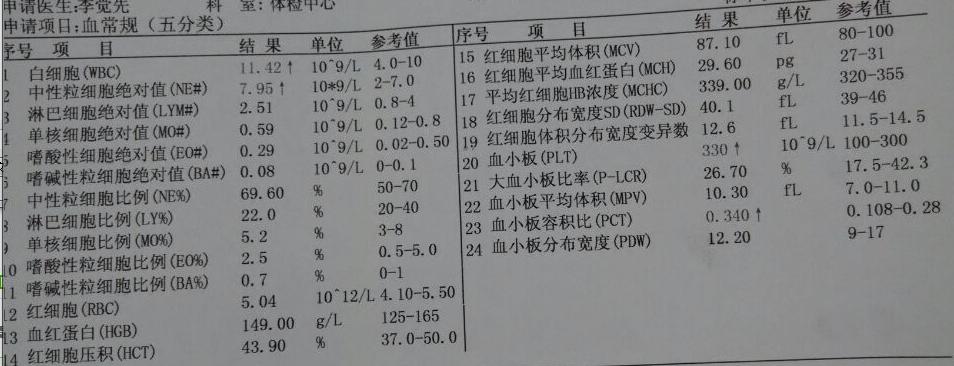 申请医生:李觉先 科 室:体检中心
申请项目:血常规（五分类）
序号 项 目 结 果 单位 参考值
1 白细胞(WBC) 11.42↑ 10^9/L 4.0-10
2 中性粒细胞绝对值(NE#) 7.95↑ 10*9/L 2-7.0
3 淋巴细胞绝对值(LYM#) 2.51 10^9/L 0.8-4
4 单核细胞绝对值(MO#) 0.59 10^9/L 0.12-0.8
5 嗜酸性细胞绝对值(EO#) 0.29 10^9/L 0.02-0.50
6 嗜碱性细胞绝对值(BA#) 0.08 10^9/L 0-0.1
7 中性粒细胞比例(NE%) 69.60 % 50-70
8 淋巴细胞比例(LY%) 22.0 % 20-40
9 单核细胞比例(MO%) 5.2 % 3-8
10 嗜酸性粒细胞比例(EO%) 2.5 % 0.5-5.0
11 嗜碱性粒细胞比例(BA%) 0.7 % 0-1
12 红细胞(RBC) 5.04 10^12/L 4.10-5.50
13 血红蛋白(HGB) 149.00 g/L 125-165
14 红细胞压积(HCT) 43.90 % 37.0-50.0
序号 项 目 结 果 单位 参考值
15 红细胞平均体积(MCV) 87.10 fL 80-100
16 红细胞平均血红蛋白(MCH) 29.60 pg 27-31
17 平均红细胞HB浓度(MCHC) 339.00 g/L 320-355
18 红细胞分布宽度SD(RDW-SD) 40.1 fL 39-46
19 红细胞体积分布宽度变异数 12.6 fL 11.5-14.5
20 血小板(PLT) 330↑ 10^9/L 100-300
21 大血小板比率(P-LCR) 26.70 % 17.5-42.3
22 血小板平均体积(MPV) 10.30 fL 7.0-11.0
23 血小板容积比(PCT) 0.340↑ 0.108-0.28
24 血小板分布宽度(PDW) 12.20 9-17